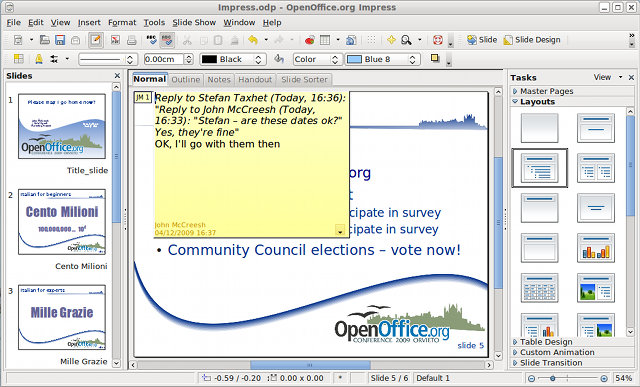 Impress.odp - OpenOffice.org Impress
File Edit View Insert Format Tools Slide Show Window Help
Slide Slide Design
0.00cm Black Color Blue 8
Slides
1
Please may I go home now?
OpenOffice.org
Title_slide
2
Italian for beginners
Cento Milioni
100,000,000... 10⁸
Cento Milioni
3
Italian for experts
Mille Grazie
Mille Grazie
Normal Outline Notes Handout Slide Sorter
JM 1
Reply to Stefan Taxhet (Today, 16:36):
"Reply to John McCreesh (Today,
16:33): "Stefan – are these dates ok?"
Yes, they're fine"
OK, I'll go with them then
John McCreesh
04/12/2009 16:37
org
t
cipate in survey
cipate in survey
• Community Council elections – vote now!
OpenOffice.org
CONFERENCE 2009 ORVIETO
slide 5
Tasks View
Master Pages
Layouts
Table Design
Custom Animation
Slide Transition
-0.59 / -0.20 0.00 x 0.00 * Slide 5 / 6 Default 1 54%